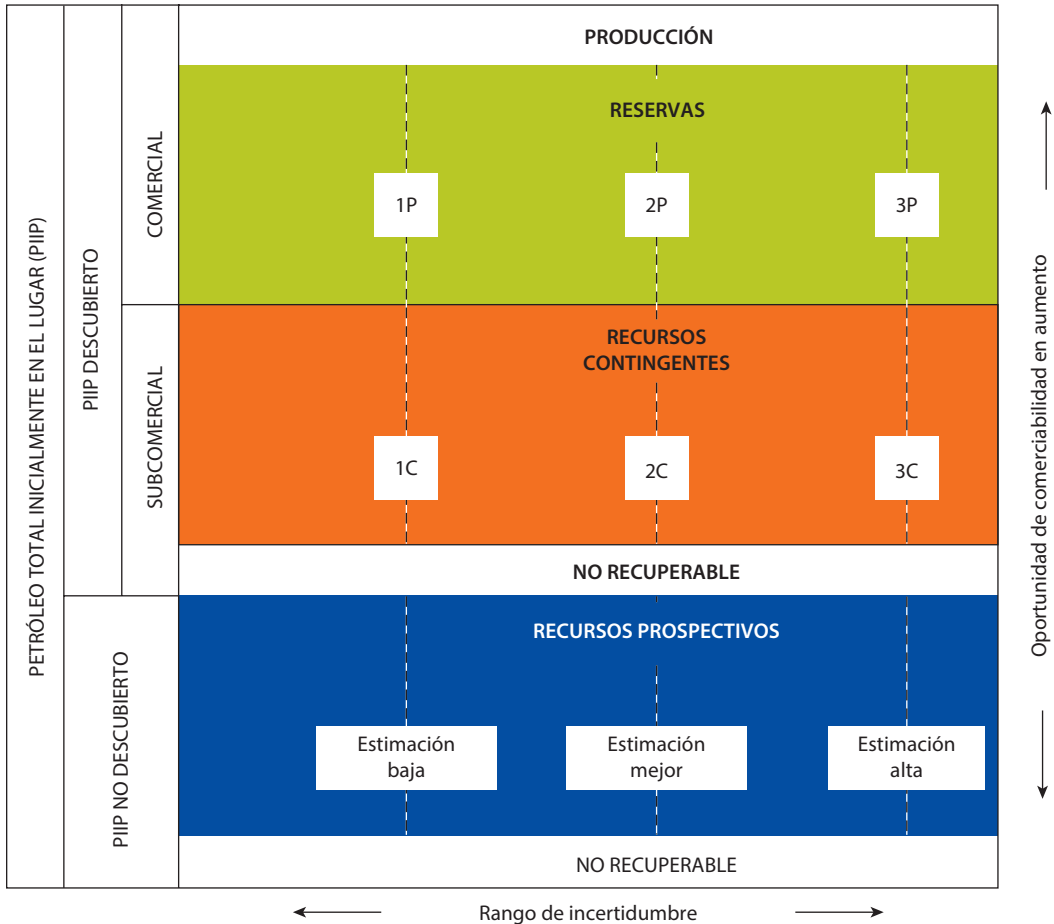 PETRÓLEO TOTAL INICIALMENTE EN EL LUGAR (PIIP)
PIIP DESCUBIERTO
COMERCIAL
SUBCOMERCIAL
PIIP NO DESCUBIERTO
PRODUCCIÓN
RESERVAS
1P
2P
3P
RECURSOS
CONTINGENTES
1C
2C
3C
NO RECUPERABLE
RECURSOS PROSPECTIVOS
Estimación
baja
Estimación
mejor
Estimación
alta
NO RECUPERABLE
Rango de incertidumbre
Oportunidad de comerciabilidad en aumento